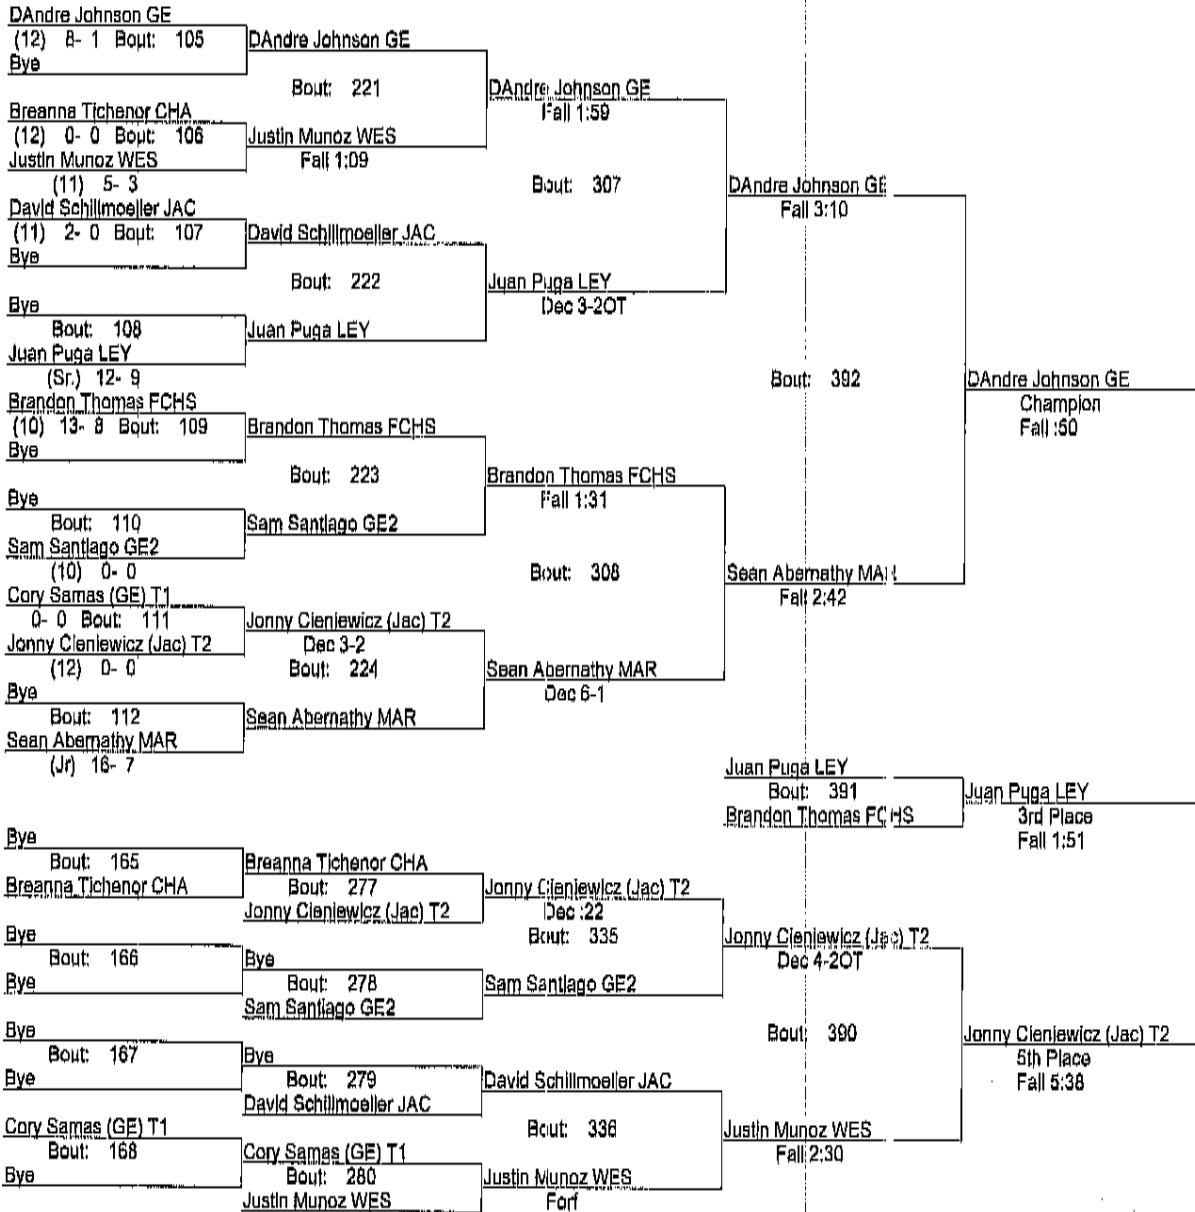 DAndre Johnson GE
(12) 8- 1 Bout: 105
Bye
Breanna Tichenor CHA
(12) 0- 0 Bout: 106
Justin Munoz WES
(11) 5- 3
David Schillmoeller JAC
(11) 2- 0 Bout: 107
Bye
Bye
Bout: 108
Juan Puga LEY
(Sr.) 12- 9
Brandon Thomas FCHS
(10) 13- 8 Bout: 109
Bye
Bye
Bout: 110
Sam Santiago GE2
(10) 0- 0
Cory Samas (GE) T1
0- 0 Bout: 111
Jonny Cieniewicz (Jac) T2
(12) 0- 0
Bye
Bout: 112
Sean Abernathy MAR
(Jr) 16- 7
DAndre Johnson GE
Bout: 221
Justin Munoz WES
Fall 1:09
David Schillmoeller JAC
Bout: 222
Juan Puga LEY
Brandon Thomas FCHS
Bout: 223
Sam Santiago GE2
Jonny Cieniewicz (Jac) T2
Dec 3-2
Bout: 224
Sean Abernathy MAR
DAndre Johnson GE
Fall 1:59
Bout: 307
Juan Puga LEY
Dec 3-2OT
Brandon Thomas FCHS
Fall 1:31
Bout: 308
Sean Abernathy MAR
Dec 6-1
DAndre Johnson GE
Fall 3:10
Bout: 392
Sean Abernathy MAR
Fall 2:42
DAndre Johnson GE
Champion
Fall :50
Juan Puga LEY
Bout: 391
Brandon Thomas FCHS
Juan Puga LEY
3rd Place
Fall 1:51
Bye
Bout: 165
Breanna Tichenor CHA
Bye
Bout: 166
Bye
Bye
Bout: 167
Bye
Cory Samas (GE) T1
Bout: 168
Bye
Breanna Tichenor CHA
Bout: 277
Jonny Cieniewicz (Jac) T2
Bye
Bout: 278
Sam Santiago GE2
Bye
Bout: 279
David Schillmoeller JAC
Cory Samas (GE) T1
Bout: 280
Justin Munoz WES
Jonny Cieniewicz (Jac) T2
Dec :22
Bout: 335
Sam Santiago GE2
David Schillmoeller JAC
Bout: 336
Justin Munoz WES
Forf
Jonny Cieniewicz (Jac) T2
Dec 4-2OT
Bout: 390
Justin Munoz WES
Fall 2:30
Jonny Cieniewicz (Jac) T2
5th Place
Fall 5:38